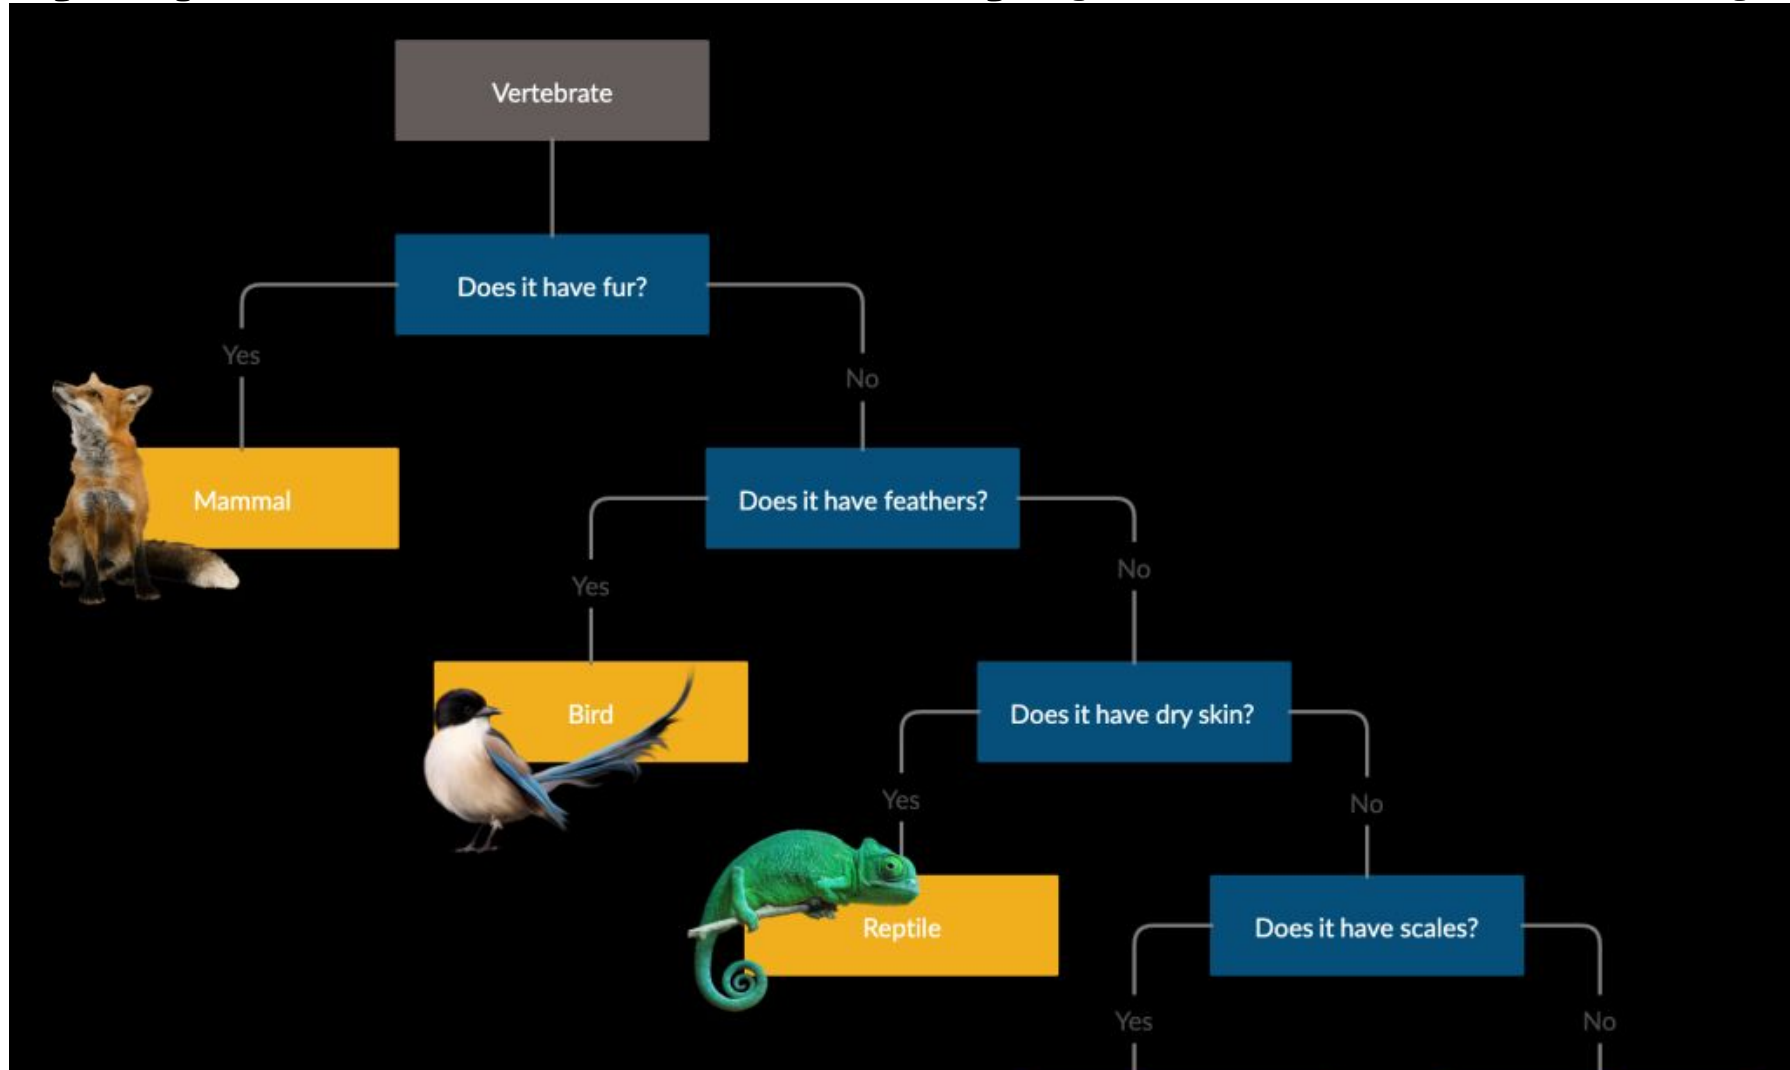 Vertebrate
Does it have fur?
Yes
No
Mammal
Does it have feathers?
Yes
No
Bird
Does it have dry skin?
Yes
No
Reptile
Does it have scales?
Yes
No